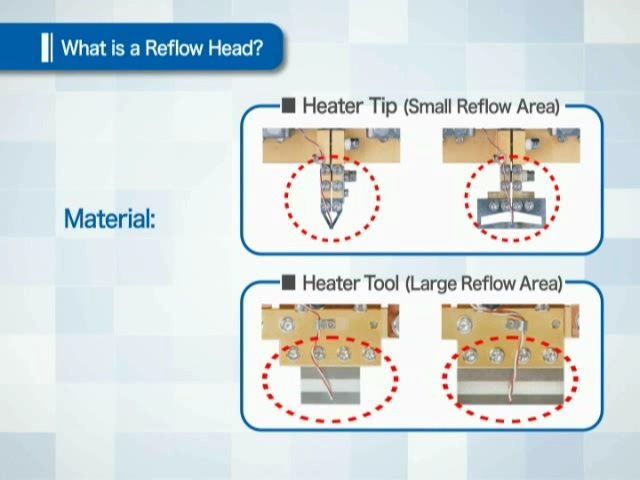 What is a Reflow Head?
■ Heater Tip (Small Reflow Area)
Material:
■ Heater Tool (Large Reflow Area)